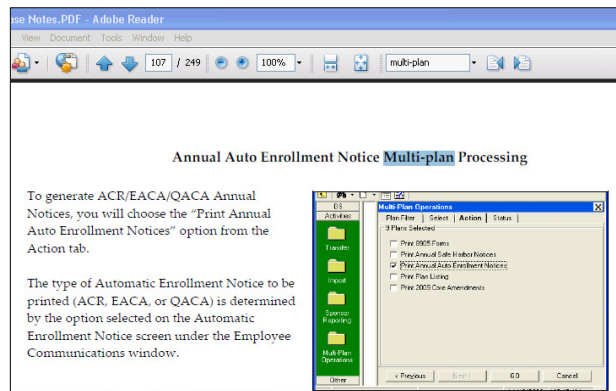 se Notes.PDF - Adobe Reader
View Document Tools Window Help
107 / 249 100% multi-plan
Annual Auto Enrollment Notice Multi-plan Processing
To generate ACR/EACA/QACA Annual
Notices, you will choose the “Print Annual
Auto Enrollment Notices” option from the
Action tab.
The type of Automatic Enrollment Notice to be
printed (ACR, EACA, or QACA) is determined
by the option selected on the Automatic
Enrollment Notice screen under the Employee
Communications window.
DS
Activities
Transfer
Import
Sponsor
Reporting
Multi-Plan
Operations
Other
Multi-Plan Operations
Plan Filter Select Action Status
9 Plans Selected
Print 8905 Forms
Print Annual Safe Harbor Notices
Print Annual Auto Enrollment Notices
Print Plan Listing
Print 2009 Core Amendments
< Previous Next > GO Cancel